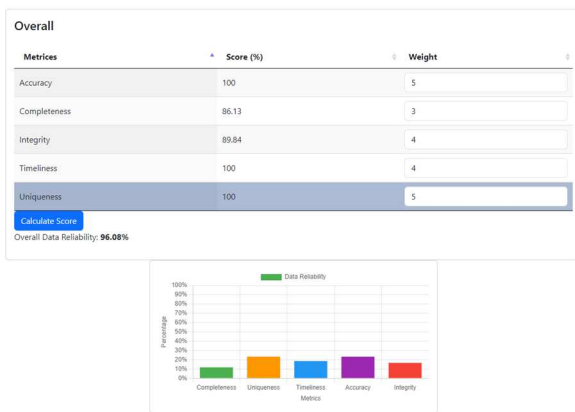 Overall
Metrices Score (%) Weight
Accuracy 100 5
Completeness 86.13 3
Integrity 89.84 4
Timeliness 100 4
Uniqueness 100 5
Calculate Score
Overall Data Reliability: 96.08%
Data Reliability
100%
90%
80%
70%
60%
50%
40%
30%
20%
10%
0%
Percentage
Completeness Uniqueness Timeliness Accuracy Integrity
Metrics